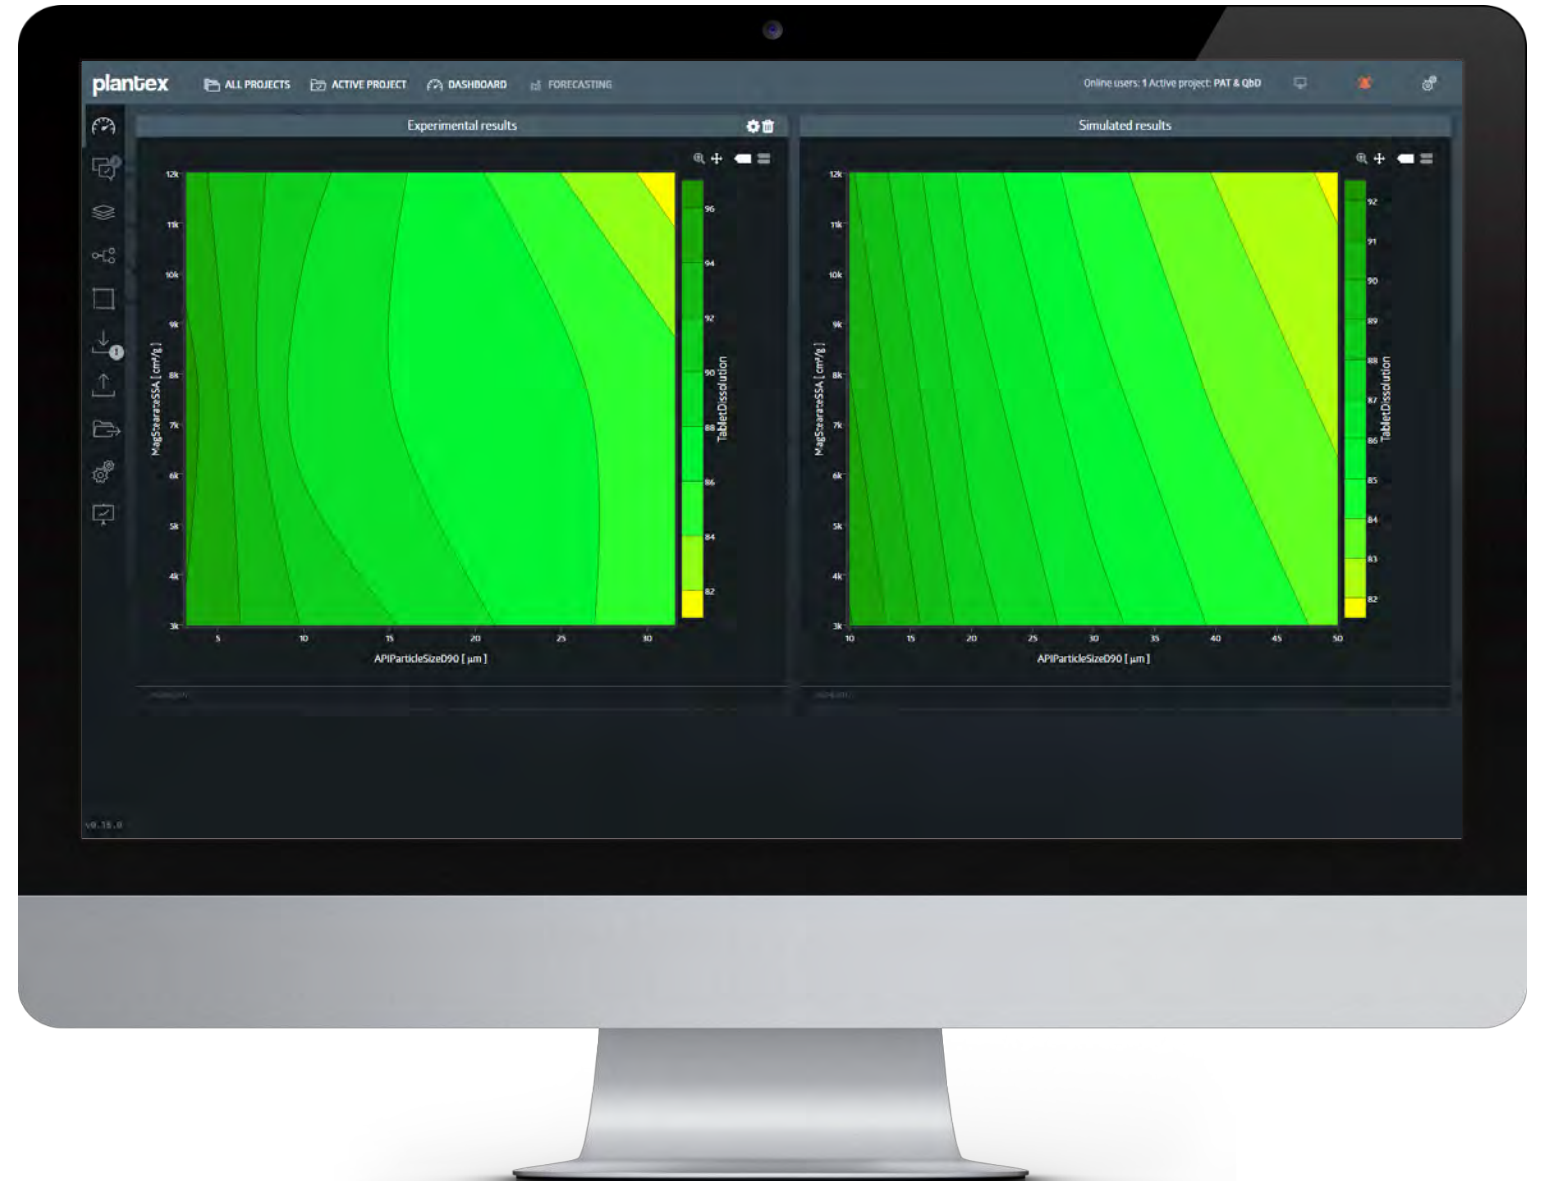 plantex ALL PROJECTS ACTIVE PROJECT DASHBOARD FORECASTING Online users: 1 Active project: PAT & QbD
Experimental results
12k
11k
10k
9k
8k
7k
6k
5k
4k
3k
MagStearateSSA [ cm²/g ]
5 10 15 20 25 30
APIParticleSizeD90 [ μm ]
96
94
92
90
88
86
84
82
TabletDissolution
Simulated results
12k
11k
10k
9k
8k
7k
6k
5k
4k
3k
MagStearateSSA [ cm²/g ]
10 15 20 25 30 35 40 45 50
APIParticleSizeD90 [ μm ]
92
91
90
89
88
87
86
85
84
83
82
TabletDissolution
v0.16.0